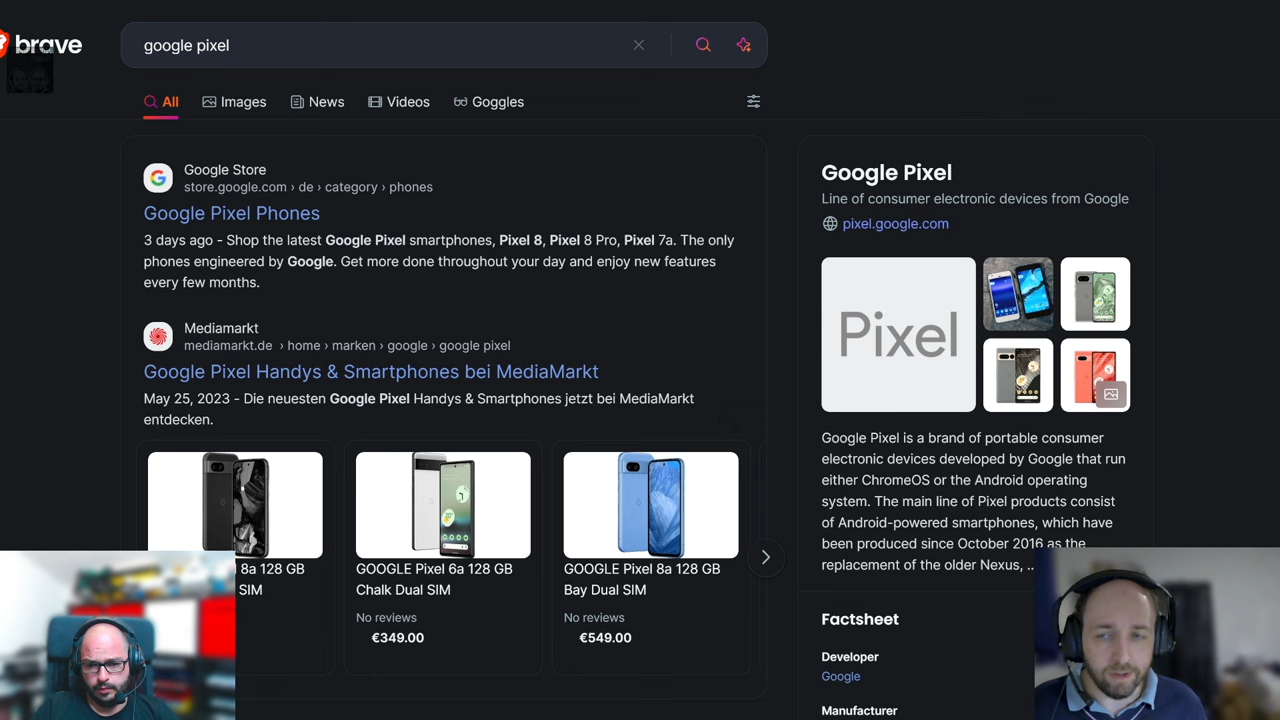 brave
google pixel
All
Images
News
Videos
Goggles
Google Store
store.google.com › de › category › phones
Google Pixel Phones
3 days ago - Shop the latest Google Pixel smartphones, Pixel 8, Pixel 8 Pro, Pixel 7a. The only
phones engineered by Google. Get more done throughout your day and enjoy new features
every few months.
Mediamarkt
mediamarkt.de › home › marken › google › google pixel
Google Pixel Handys & Smartphones bei MediaMarkt
May 25, 2023 - Die neuesten Google Pixel Handys & Smartphones jetzt bei MediaMarkt
entdecken.
8a 128 GB
SIM
GOOGLE Pixel 6a 128 GB
Chalk Dual SIM
No reviews
€349.00
GOOGLE Pixel 8a 128 GB
Bay Dual SIM
No reviews
€549.00
Google Pixel
Line of consumer electronic devices from Google
pixel.google.com
Pixel
Google Pixel is a brand of portable consumer
electronic devices developed by Google that run
either ChromeOS or the Android operating
system. The main line of Pixel products consist
of Android-powered smartphones, which have
been produced since October 2016 as the
replacement of the older Nexus, ..
Factsheet
Developer
Google
Manufacturer